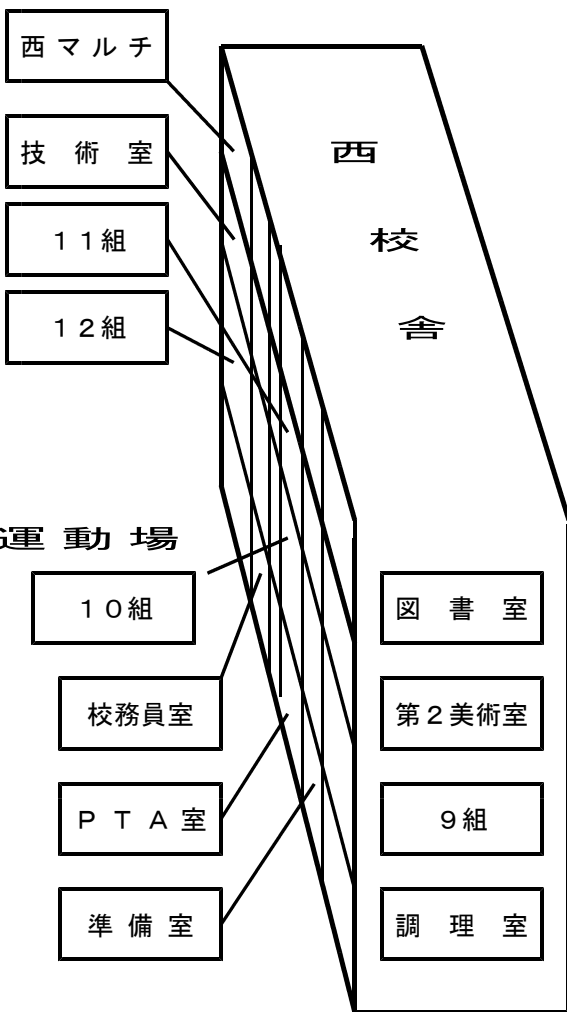 西マルチ
技術室
１１組
１２組
西校舎
運動場
１０組
校務員室
ＰＴＡ室
準備室
図書室
第２美術室
９組
調理室